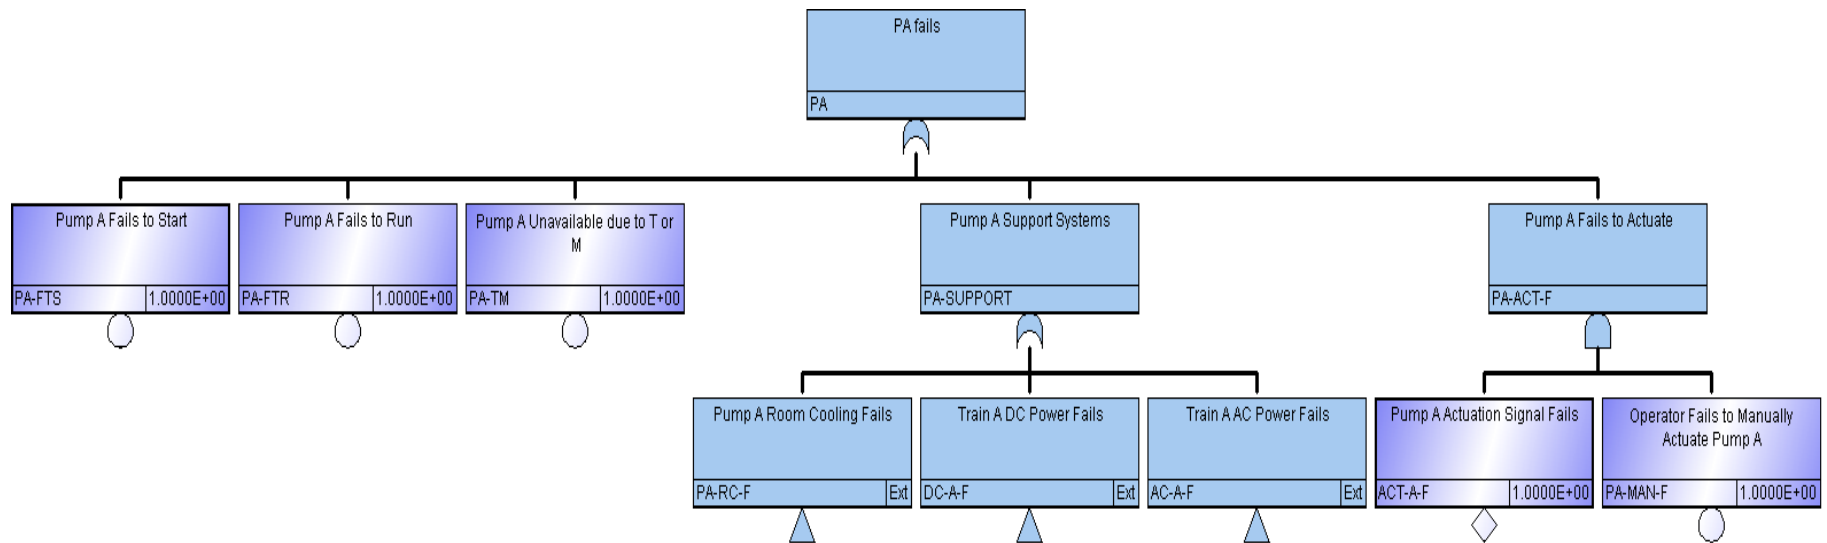 PA fails
PA
Pump A Fails to Start
PA-FTS 1.0000E+00
Pump A Fails to Run
PA-FTR 1.0000E+00
Pump A Unavailable due to T or
M
PA-TM 1.0000E+00
Pump A Support Systems
PA-SUPPORT
Pump A Fails to Actuate
PA-ACT-F
Pump A Room Cooling Fails
PA-RC-F Ext
Train A DC Power Fails
DC-A-F Ext
Train A AC Power Fails
AC-A-F Ext
Pump A Actuation Signal Fails
ACT-A-F 1.0000E+00
Operator Fails to Manually
Actuate Pump A
PA-MAN-F 1.0000E+00